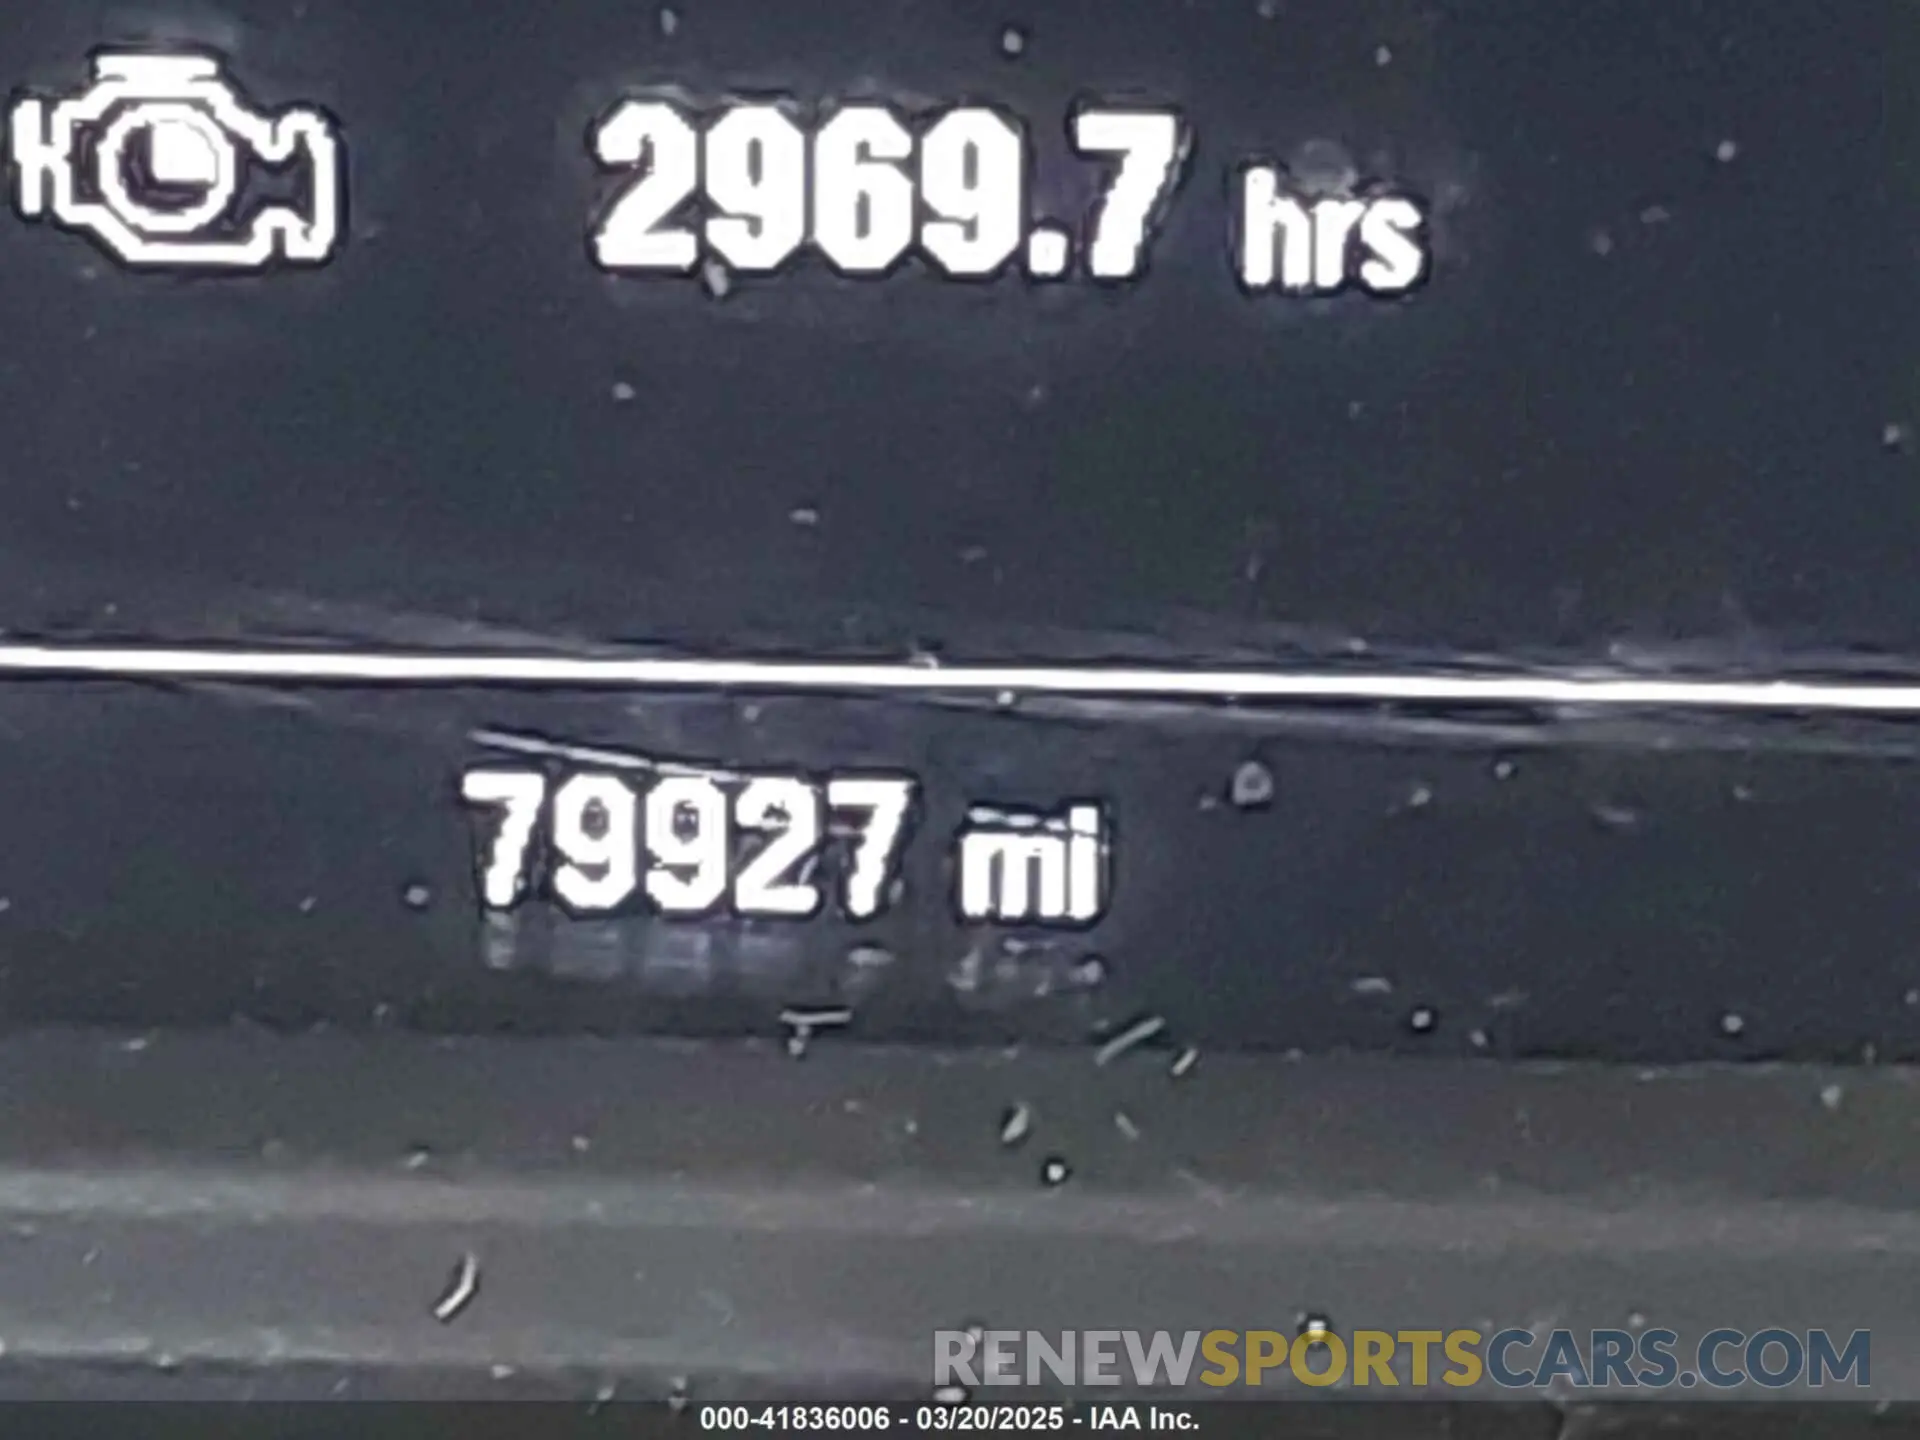 2969.7 hrs
79927 mi
RENEWSPORTSCARS.COM
000-41836006 - 03/20/2025 - IAA Inc.